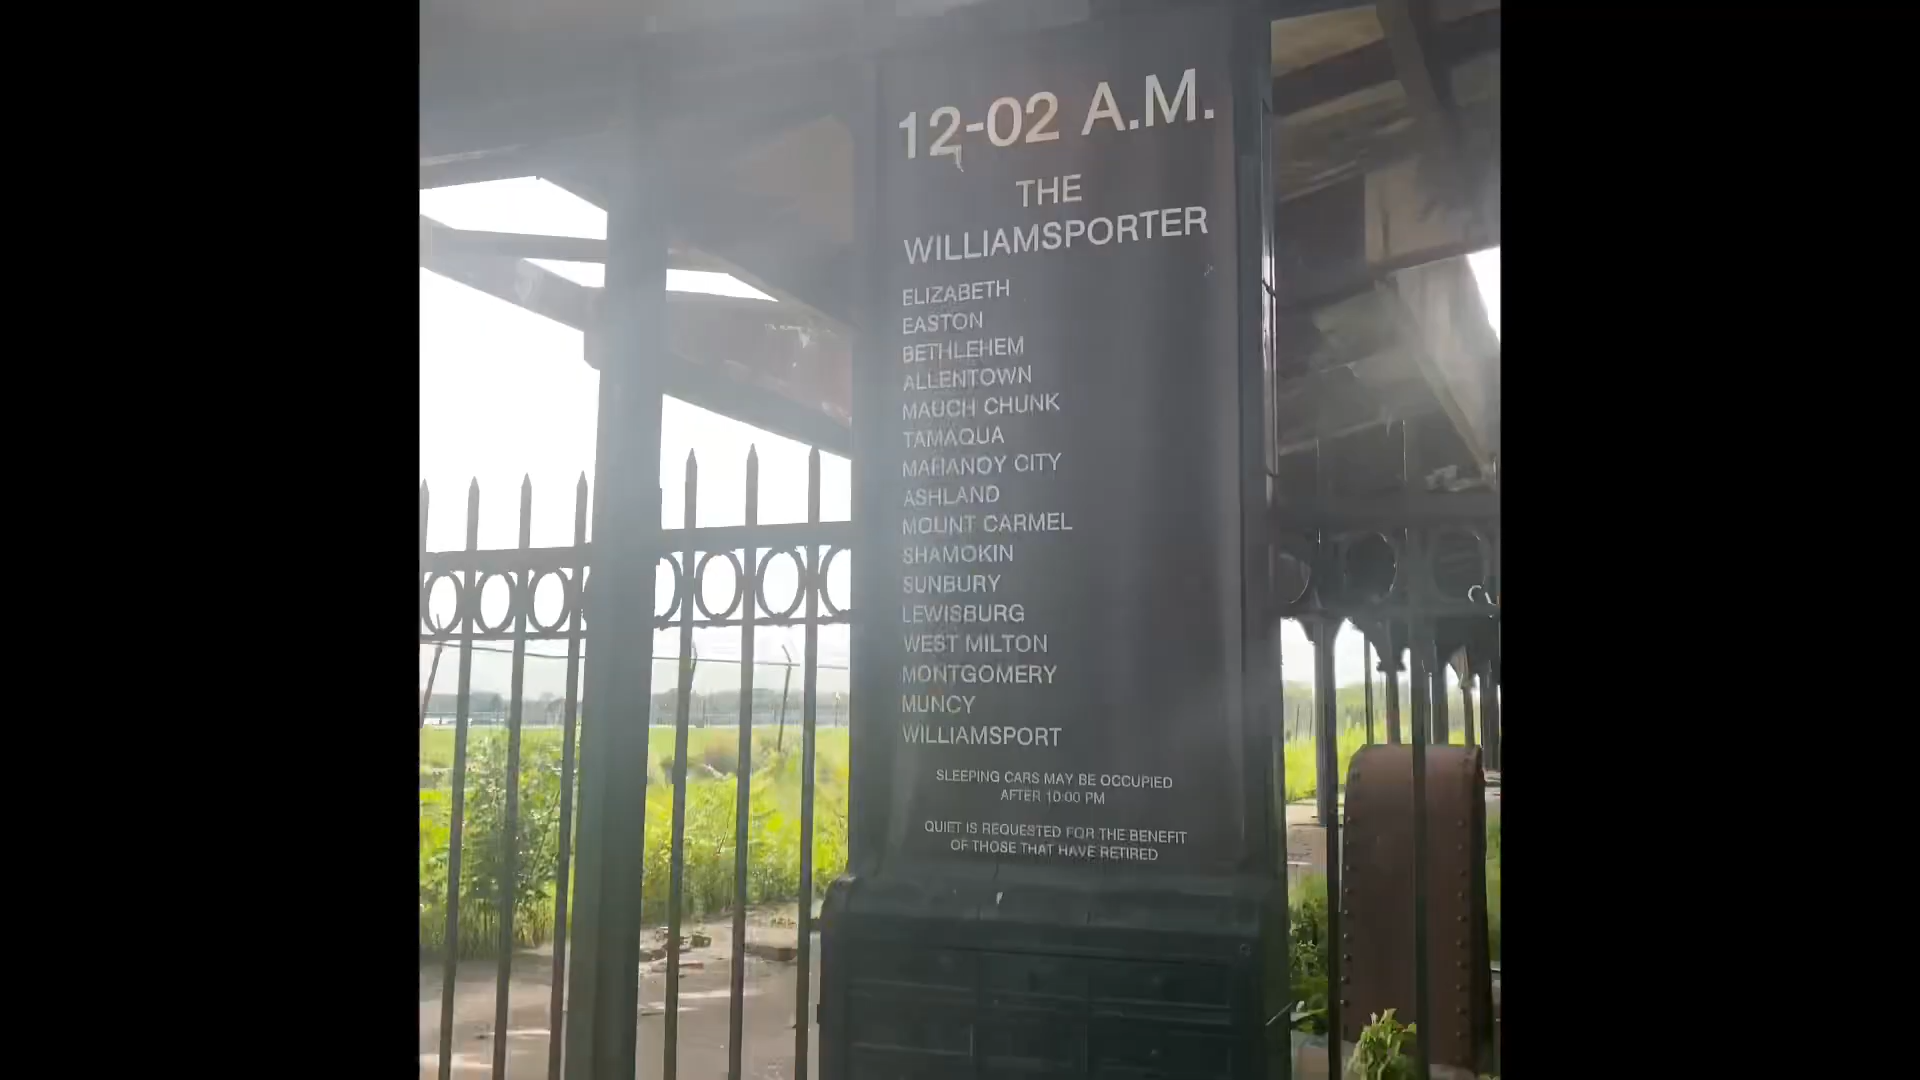 12-02 A.M.
THE
WILLIAMSPORTER
ELIZABETH
EASTON
BETHLEHEM
ALLENTOWN
MAUCH CHUNK
TAMAQUA
MAHANOY CITY
ASHLAND
MOUNT CARMEL
SHAMOKIN
SUNBURY
LEWISBURG
WEST MILTON
MONTGOMERY
MUNCY
WILLIAMSPORT
SLEEPING CARS MAY BE OCCUPIED
AFTER 10:00 PM
QUIET IS REQUESTED FOR THE BENEFIT
OF THOSE THAT HAVE RETIRED